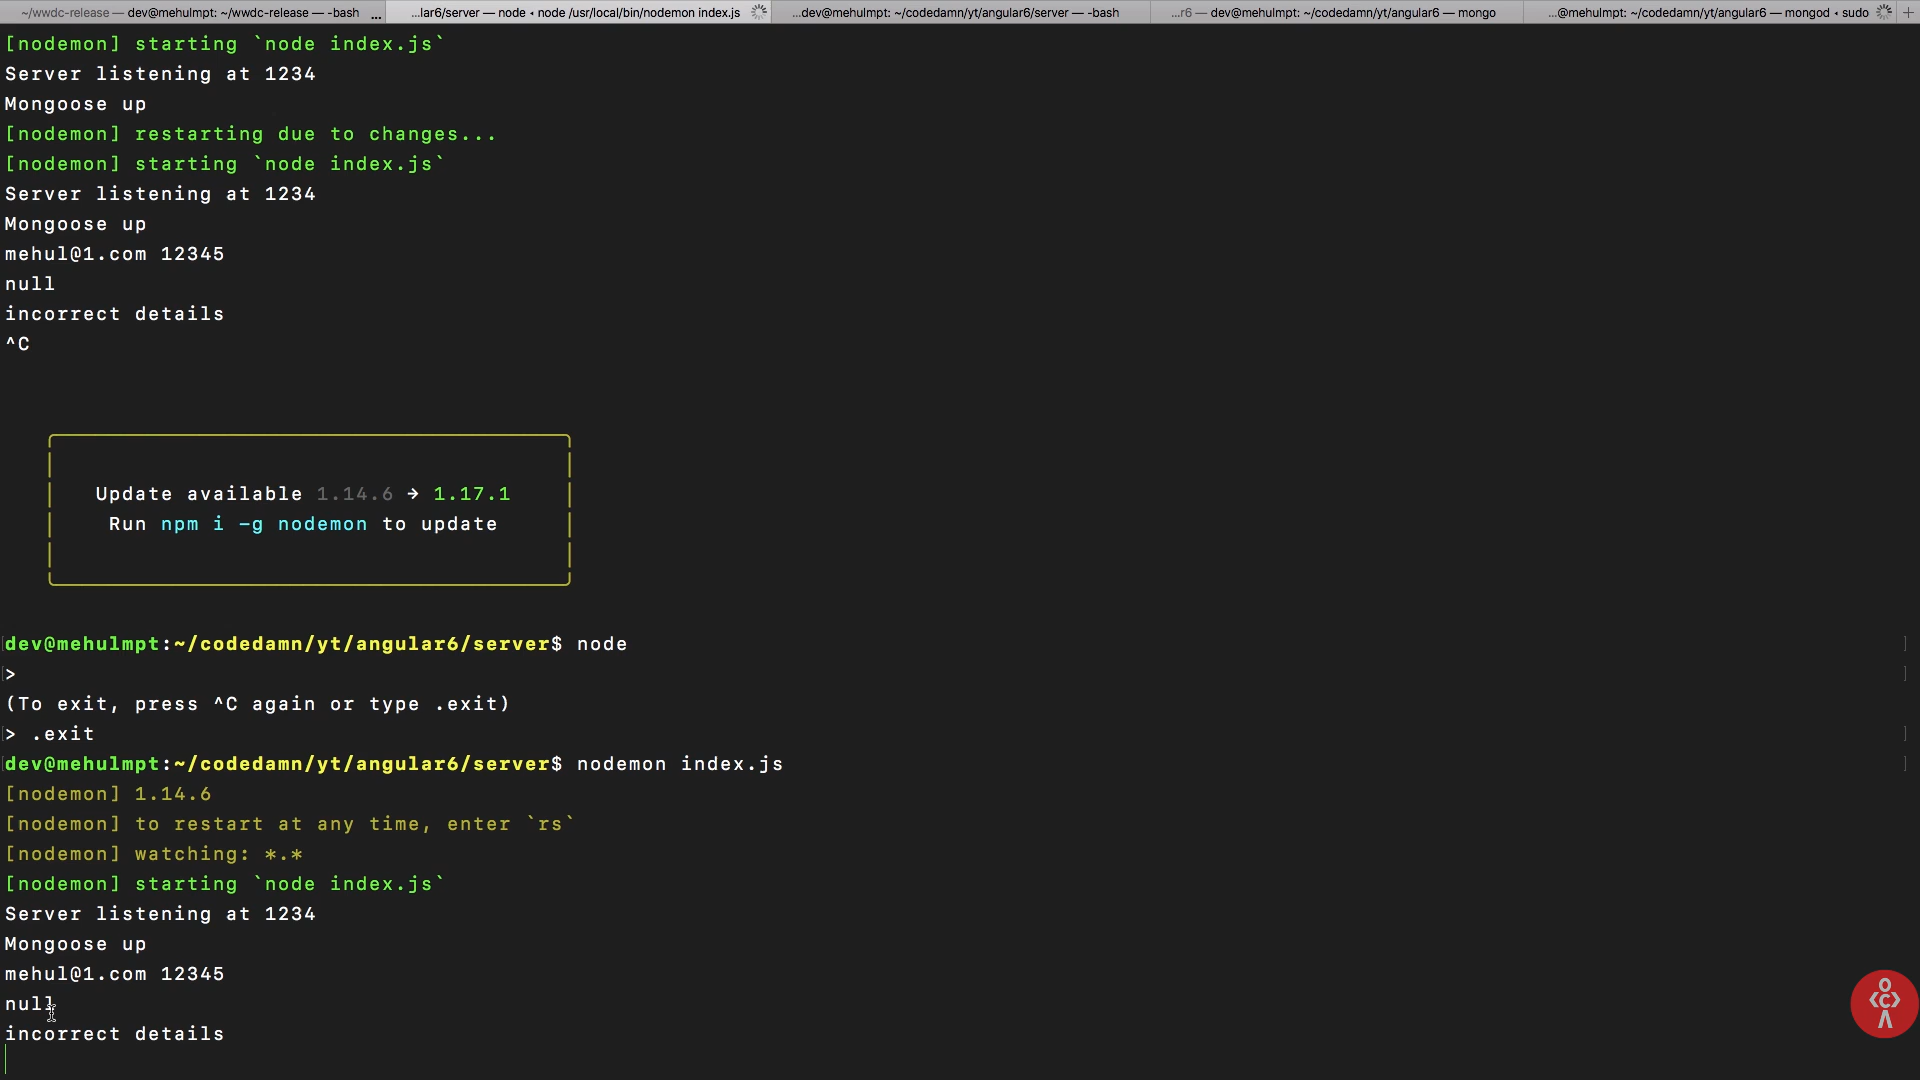 ~/wwdc-release — dev@mehulmpt: ~/wwdc-release — -bash ... ...lar6/server — node ◂ node /usr/local/bin/nodemon index.js ...dev@mehulmpt: ~/codedamn/yt/angular6/server — -bash ...r6 — dev@mehulmpt: ~/codedamn/yt/angular6 — mongo ...@mehulmpt: ~/codedamn/yt/angular6 — mongod ◂ sudo +
[nodemon] starting `node index.js`
Server listening at 1234
Mongoose up
[nodemon] restarting due to changes...
[nodemon] starting `node index.js`
Server listening at 1234
Mongoose up
mehul@1.com 12345
null
incorrect details
^C
Update available 1.14.6 → 1.17.1
Run npm i -g nodemon to update
dev@mehulmpt:~/codedamn/yt/angular6/server$ node
>
(To exit, press ^C again or type .exit)
> .exit
dev@mehulmpt:~/codedamn/yt/angular6/server$ nodemon index.js
[nodemon] 1.14.6
[nodemon] to restart at any time, enter `rs`
[nodemon] watching: *.*
[nodemon] starting `node index.js`
Server listening at 1234
Mongoose up
mehul@1.com 12345
null
incorrect details